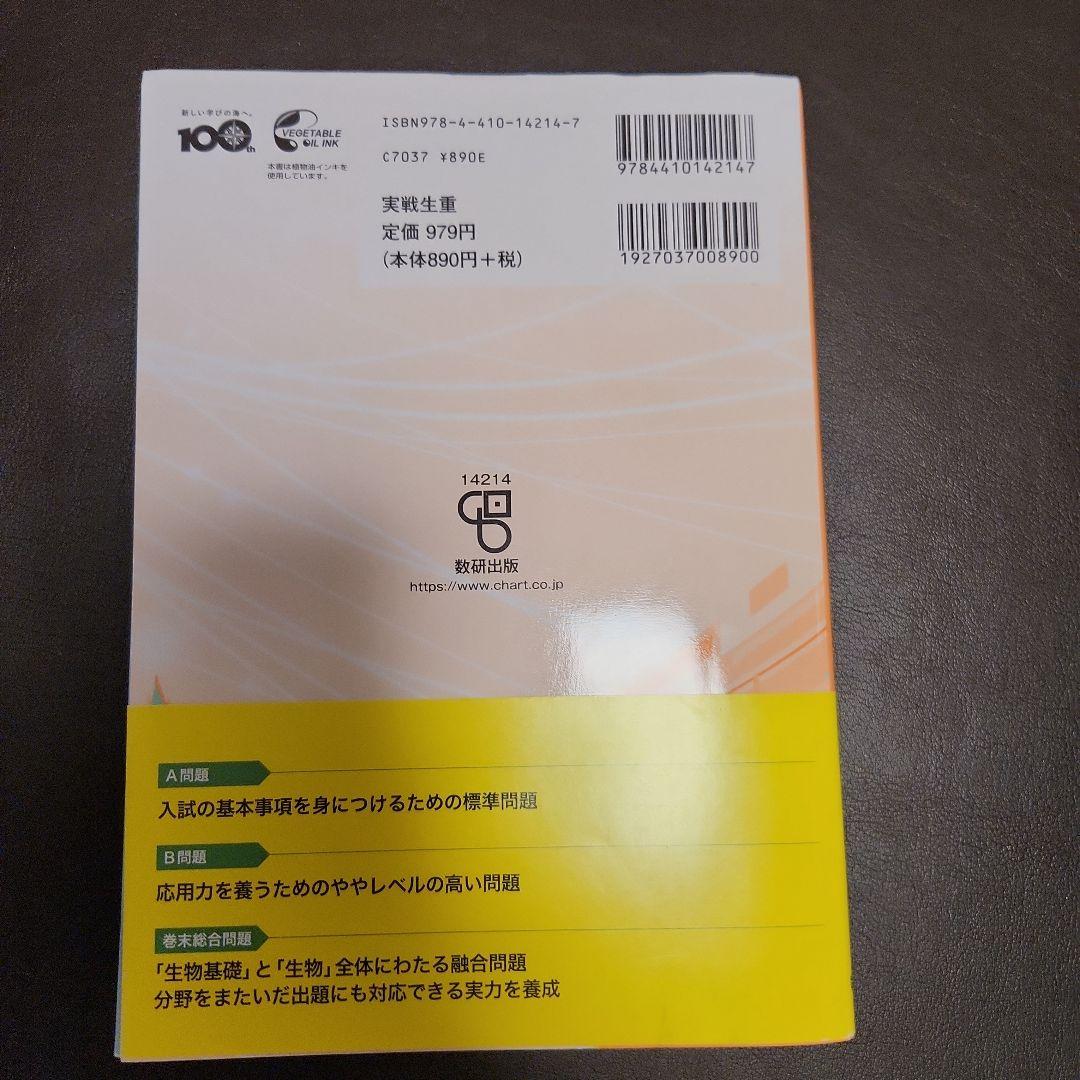 新しい学びの海へ。
100th
VEGETABLE
OIL INK
本書は植物油インキを
使用しています。
ISBN978-4-410-14214-7
C7037 ¥890E
9784410142147
実戦生重
定価 979円
(本体890円+税)
1927037008900
14214
数研出版
https://www.chart.co.jp
A問題
入試の基本事項を身につけるための標準問題
B問題
応用力を養うためのややレベルの高い問題
巻末総合問題
「生物基礎」と「生物」全体にわたる融合問題
分野をまたいだ出題にも対応できる実力を養成